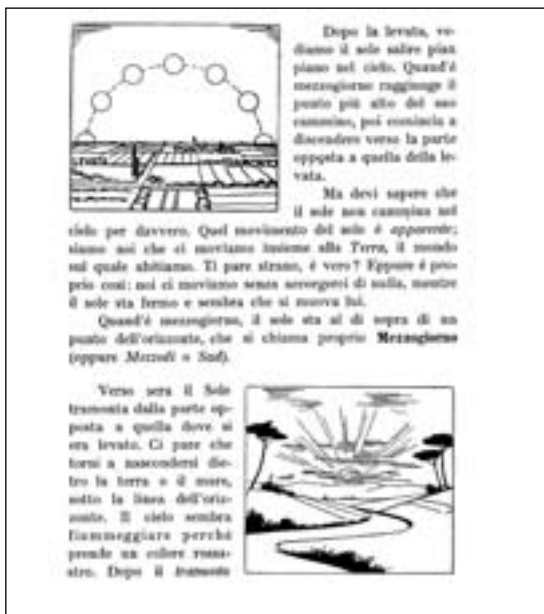 Dopo la levata, ve-
diamo il sole salire pian
piano nel cielo. Quand'è
mezzogiorno raggiunge il
punto più alto del suo
cammino, poi comincia a
discendere verso la parte
opposta a quella della le-
vata.
Ma devi sapere che
il sole non cammina nel
cielo per davvero. Quel movimento del sole è apparente;
siamo noi che ci moviamo insieme alla Terra, il mondo
sul quale abitiamo. Ti pare strano, è vero? Eppure è pro-
prio così: noi ci moviamo senza accorgerci di nulla, mentre
il sole sta fermo e sembra che si muova lui.
Quand'è mezzogiorno, il sole sta al di sopra di un
punto dell'orizzonte, che si chiama proprio Mezzogiorno
(oppure Mezzodì o Sud).
Verso sera il Sole
tramonta dalla parte op-
posta a quella dove si
era levato. Ci pare che
torni a nascondersi die-
tro la terra o il mare,
sotto la linea dell'oriz-
zonte. Il cielo sembra
fiammeggiare perché
prende un colore rossa-
stro. Dopo il tramonto